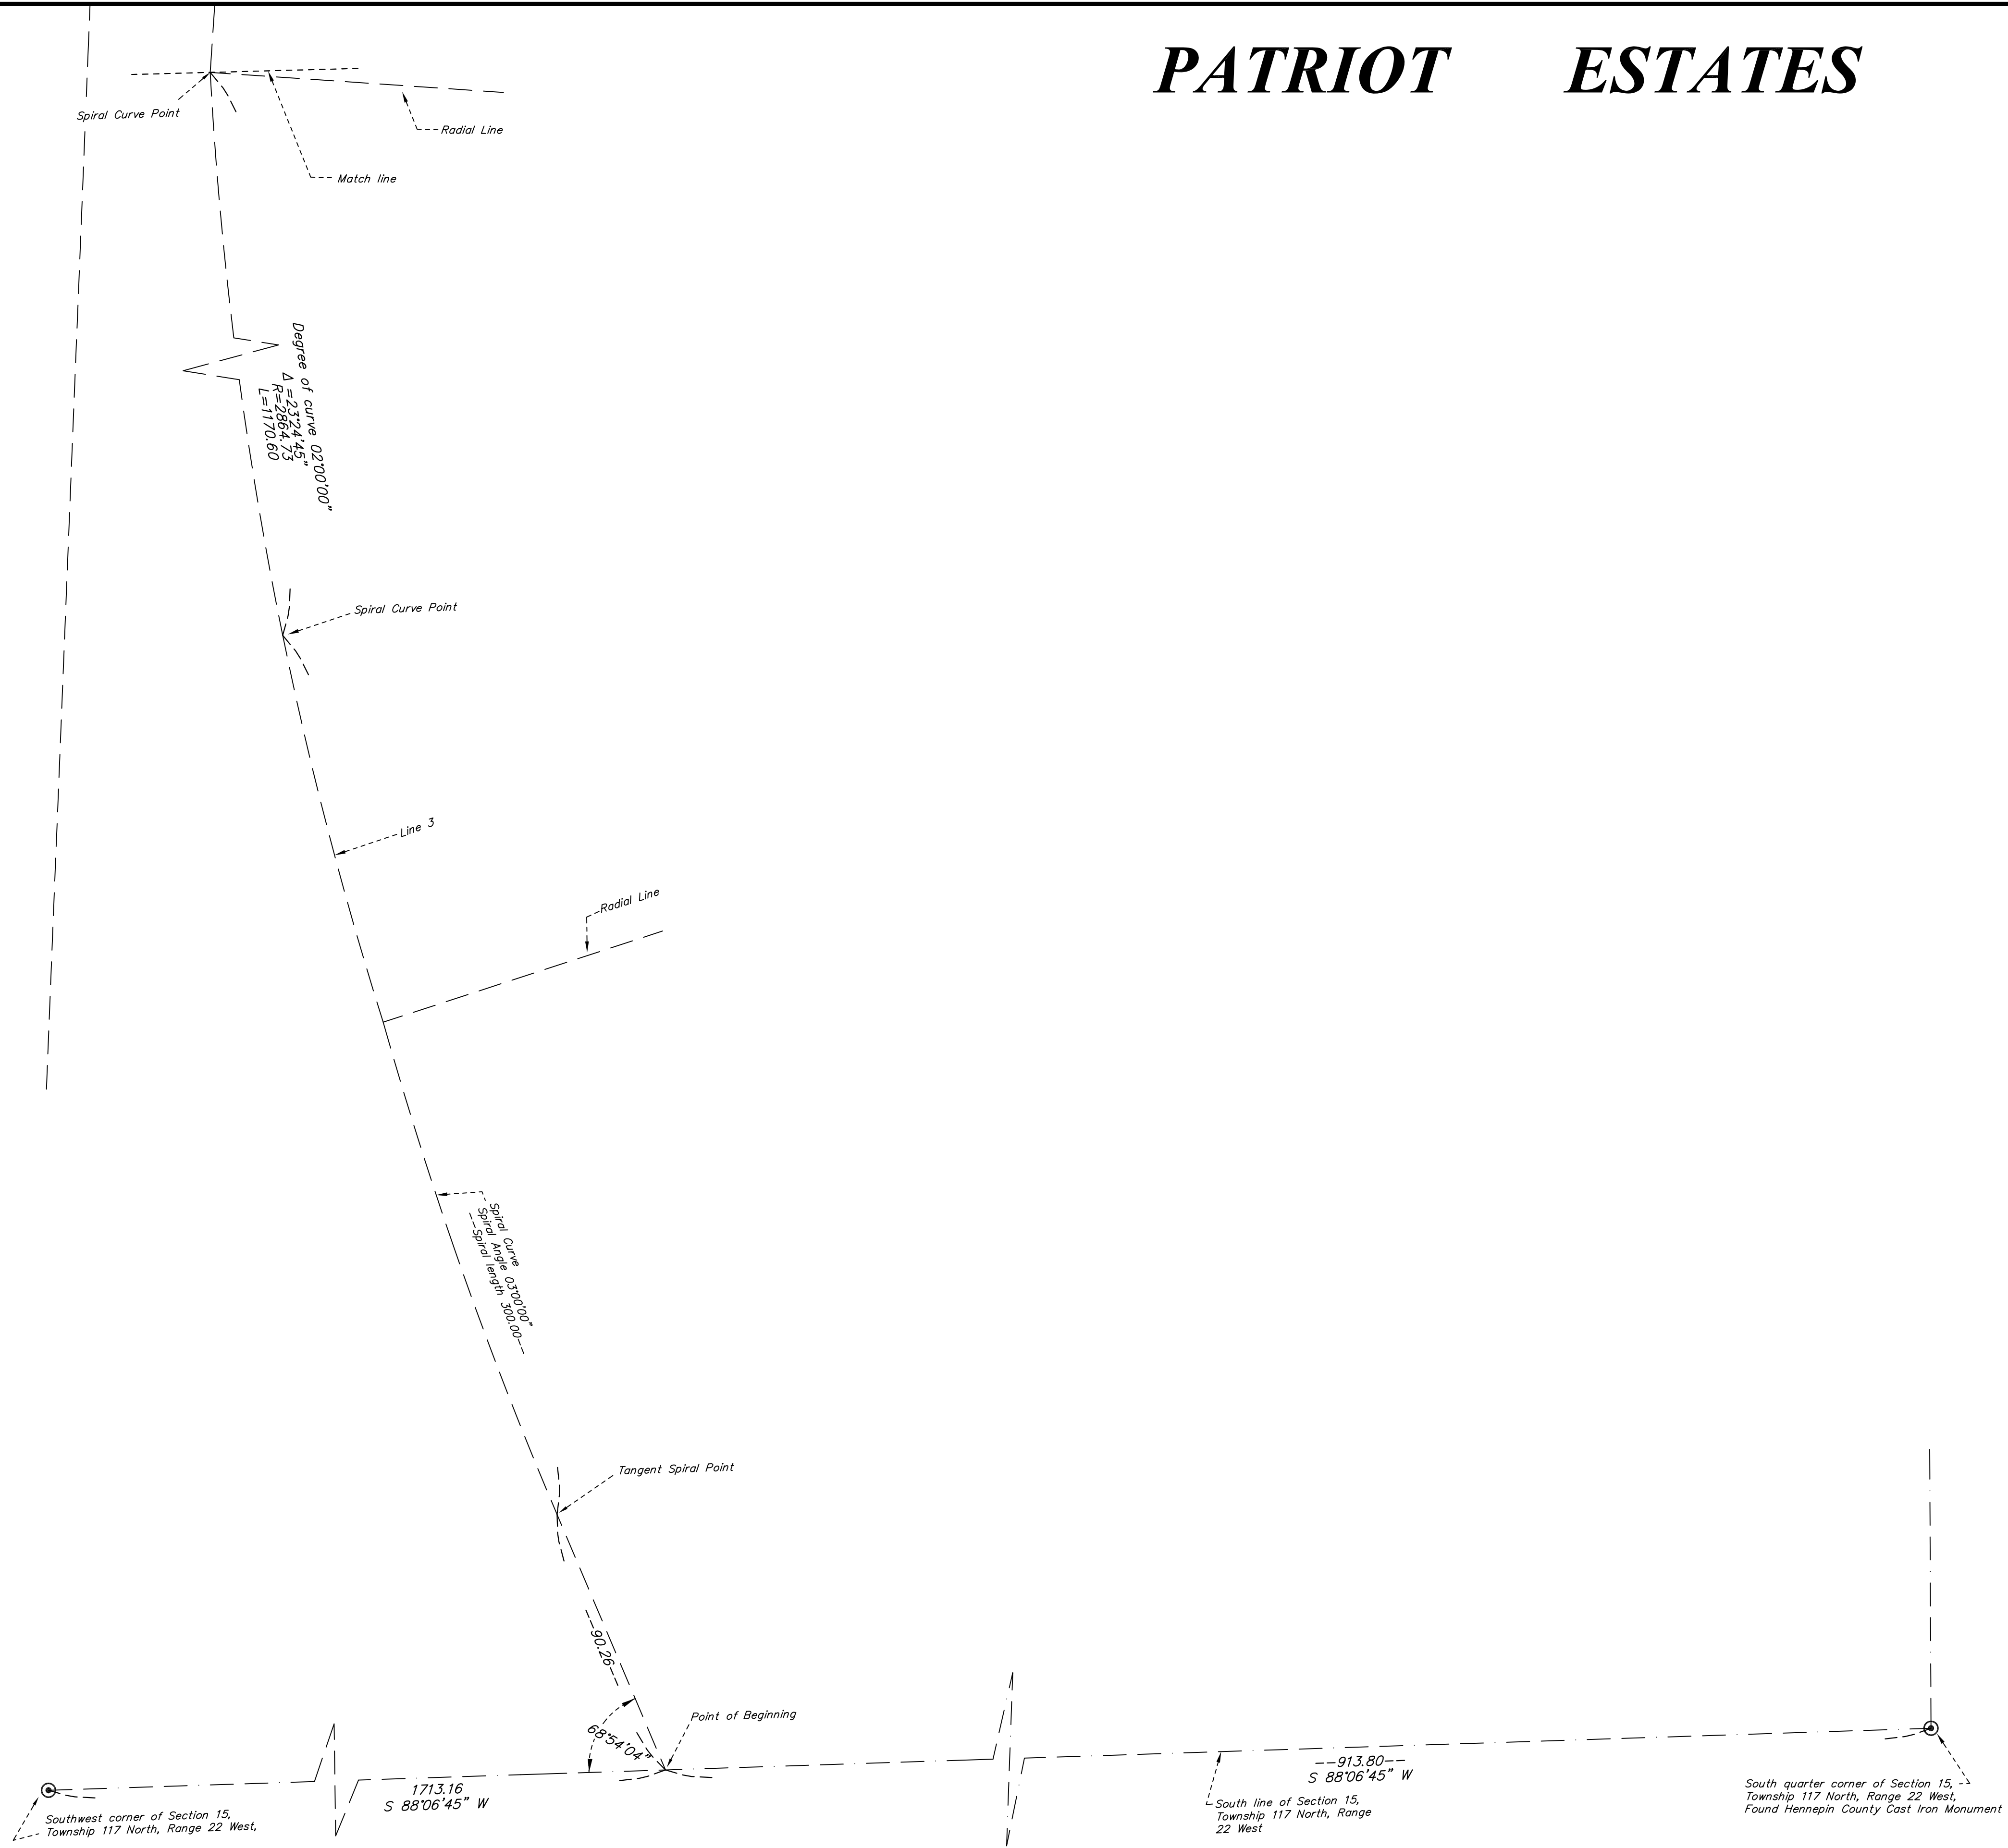 PATRIOT ESTATES
Spiral Curve Point
Radial Line
Match line
Degree of curve 02°00'00"
Δ =23°24'45"
R=2864.73
L=1170.60
Spiral Curve Point
Line 3
Radial Line
Spiral Curve
Spiral Angle 03°00'00"
Spiral length 300.00
Tangent Spiral Point
90.26
68°54'04"
Point of Beginning
1713.16
S 88°06'45" W
Southwest corner of Section 15,
Township 117 North, Range 22 West,
--913.80--
S 88°06'45" W
South line of Section 15,
Township 117 North, Range
22 West
South quarter corner of Section 15,
Township 117 North, Range 22 West,
Found Hennepin County Cast Iron Monument